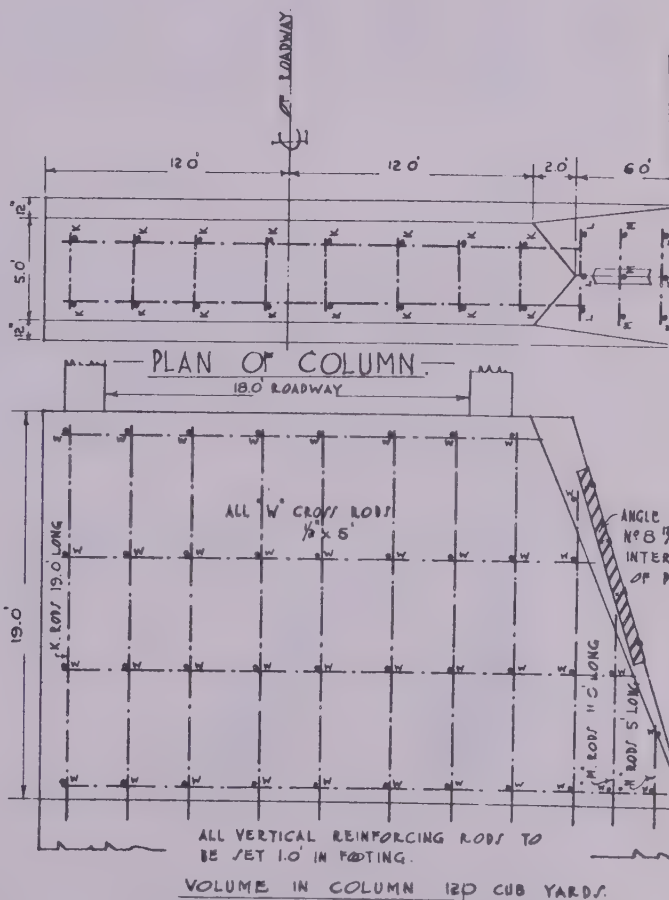 ℄ OF ROADWAY
12.0'
12.0'
2.0'
6.0'
12"
5.0'
12"
K K K K K K K K L M
L M
K K K K K K K K L K
PLAN OF COLUMN.
18.0' ROADWAY
W W W W W W W W
W
ALL "W" CROSS RODS
½" x 5'
ANGLE
Nº 8
INTER
OF
K. RODS 19.0' LONG
19.0'
W W W W W W W W W
W W W W W W W W W W
RODS 5' LONG
W
W W W W W W W W W W W
ALL VERTICAL REINFORCING RODS TO
BE SET 1.0' IN FOOTING.
VOLUME IN COLUMN 120 CUB YARDS.